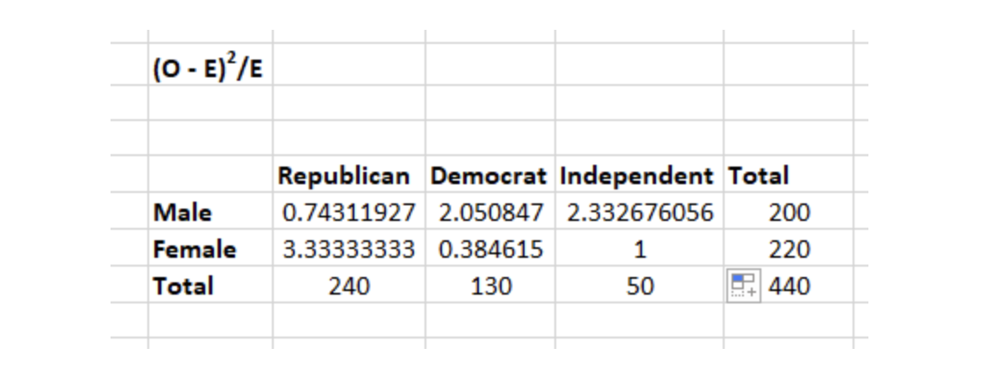 (O - E)²/E
Republican Democrat Independent Total
Male 0.74311927 2.050847 2.332676056 200
Female 3.33333333 0.384615 1 220
Total 240 130 50 440